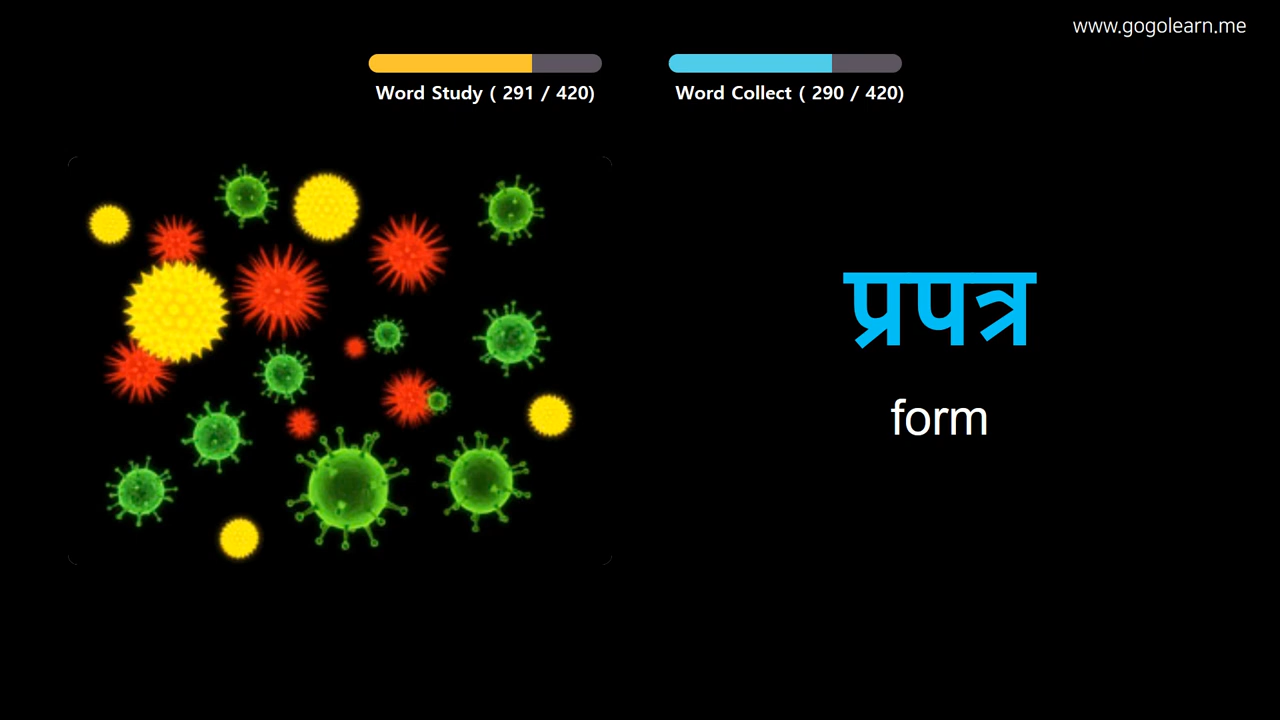 www.gogolearn.me
Word Study ( 291 / 420)
Word Collect ( 290 / 420)
प्रपत्र
form